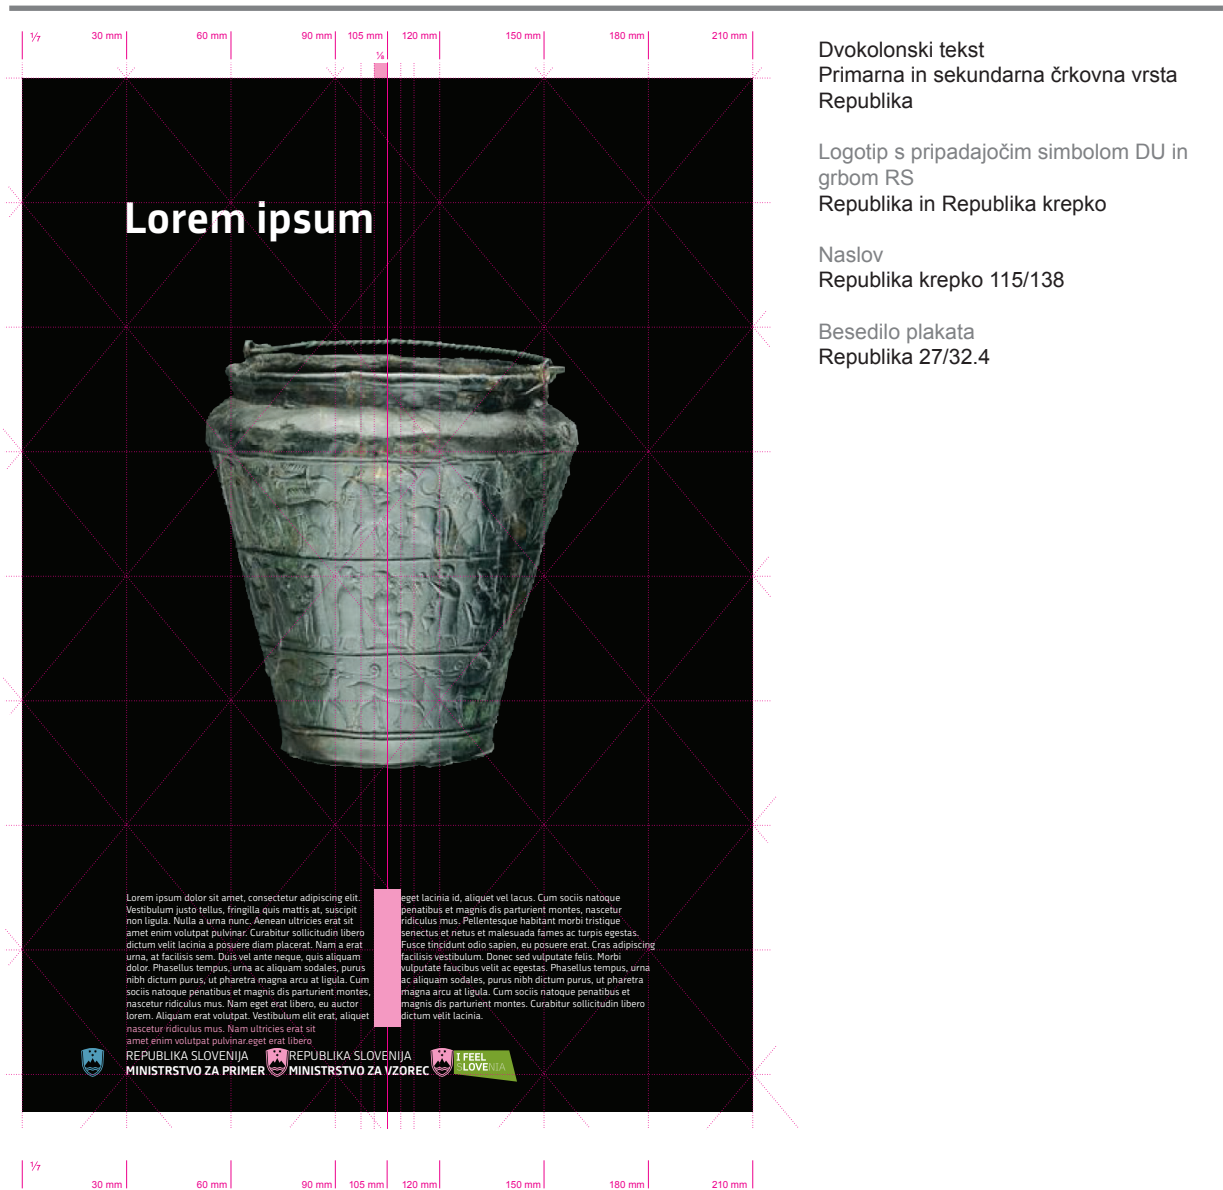 ⅐ 30 mm 60 mm 90 mm 105 mm 120 mm 150 mm 180 mm 210 mm
⅛
Lorem ipsum
Lorem ipsum dolor sit amet, consectetur adipiscing elit.
Vestibulum justo tellus, fringilla quis mattis at, suscipit
non ligula. Nulla a urna nunc. Aenean ultricies erat sit
amet enim volutpat pulvinar. Curabitur sollicitudin libero
dictum velit lacinia a posuere diam placerat. Nam a erat
urna, at facilisis sem. Duis vel ante neque, quis aliquam
dolor. Phasellus tempus, urna ac aliquam sodales, purus
nibh dictum purus, ut pharetra magna arcu at ligula. Cum
sociis natoque penatibus et magnis dis parturient montes,
nascetur ridiculus mus. Nam eget erat libero, eu auctor
lorem. Aliquam erat volutpat. Vestibulum elit erat, aliquet
nascetur ridiculus mus. Nam ultricies erat sit
amet enim volutpat pulvinar.eget erat libero
eget lacinia id, aliquet vel lacus. Cum sociis natoque
penatibus et magnis dis parturient montes, nascetur
ridiculus mus. Pellentesque habitant morbi tristique
senectus et netus et malesuada fames ac turpis egestas.
Fusce tincidunt odio sapien, eu posuere erat. Cras adipiscing
facilisis vestibulum. Donec sed vulputate felis. Morbi
vulputate faucibus velit ac egestas. Phasellus tempus, urna
ac aliquam sodales, purus nibh dictum purus, ut pharetra
magna arcu at ligula. Cum sociis natoque penatibus et
magnis dis parturient montes. Curabitur sollicitudin libero
dictum velit lacinia.
REPUBLIKA SLOVENIJA
MINISTRSTVO ZA PRIMER
REPUBLIKA SLOVENIJA
MINISTRSTVO ZA VZOREC
I FEEL
SLOVENIA
⅐ 30 mm 60 mm 90 mm 105 mm 120 mm 150 mm 180 mm 210 mm
Dvokolonski tekst
Primarna in sekundarna črkovna vrsta
Republika
Logotip s pripadajočim simbolom DU in
grbom RS
Republika in Republika krepko
Naslov
Republika krepko 115/138
Besedilo plakata
Republika 27/32.4